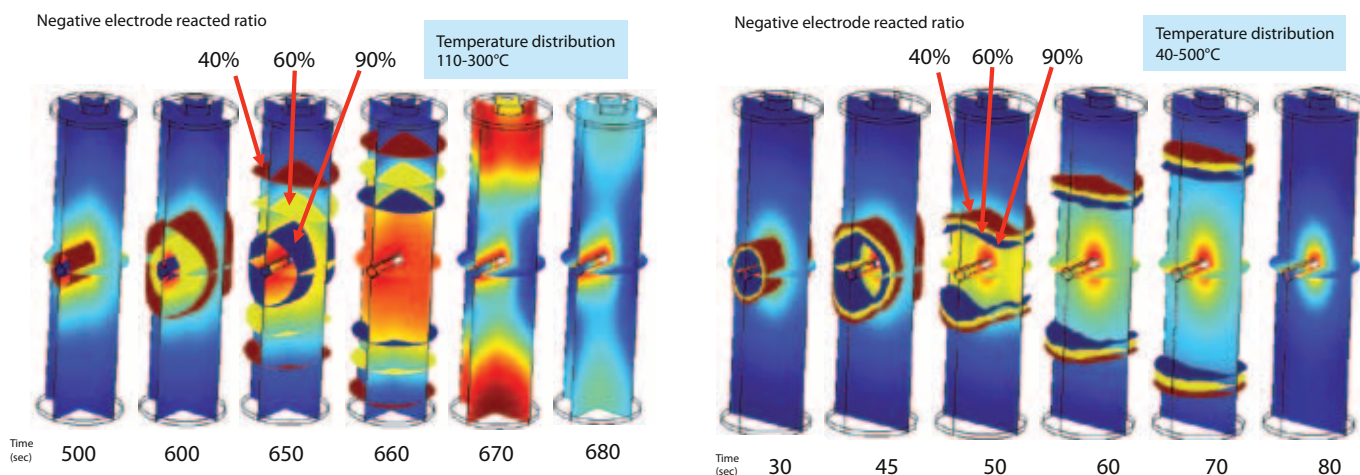 Negative electrode reacted ratio
40% 60% 90%
Temperature distribution
110-300°C
Time
(sec) 500 600 650 660 670 680
Negative electrode reacted ratio
40% 60% 90%
Temperature distribution
40-500°C
Time
(sec) 30 45 50 60 70 80